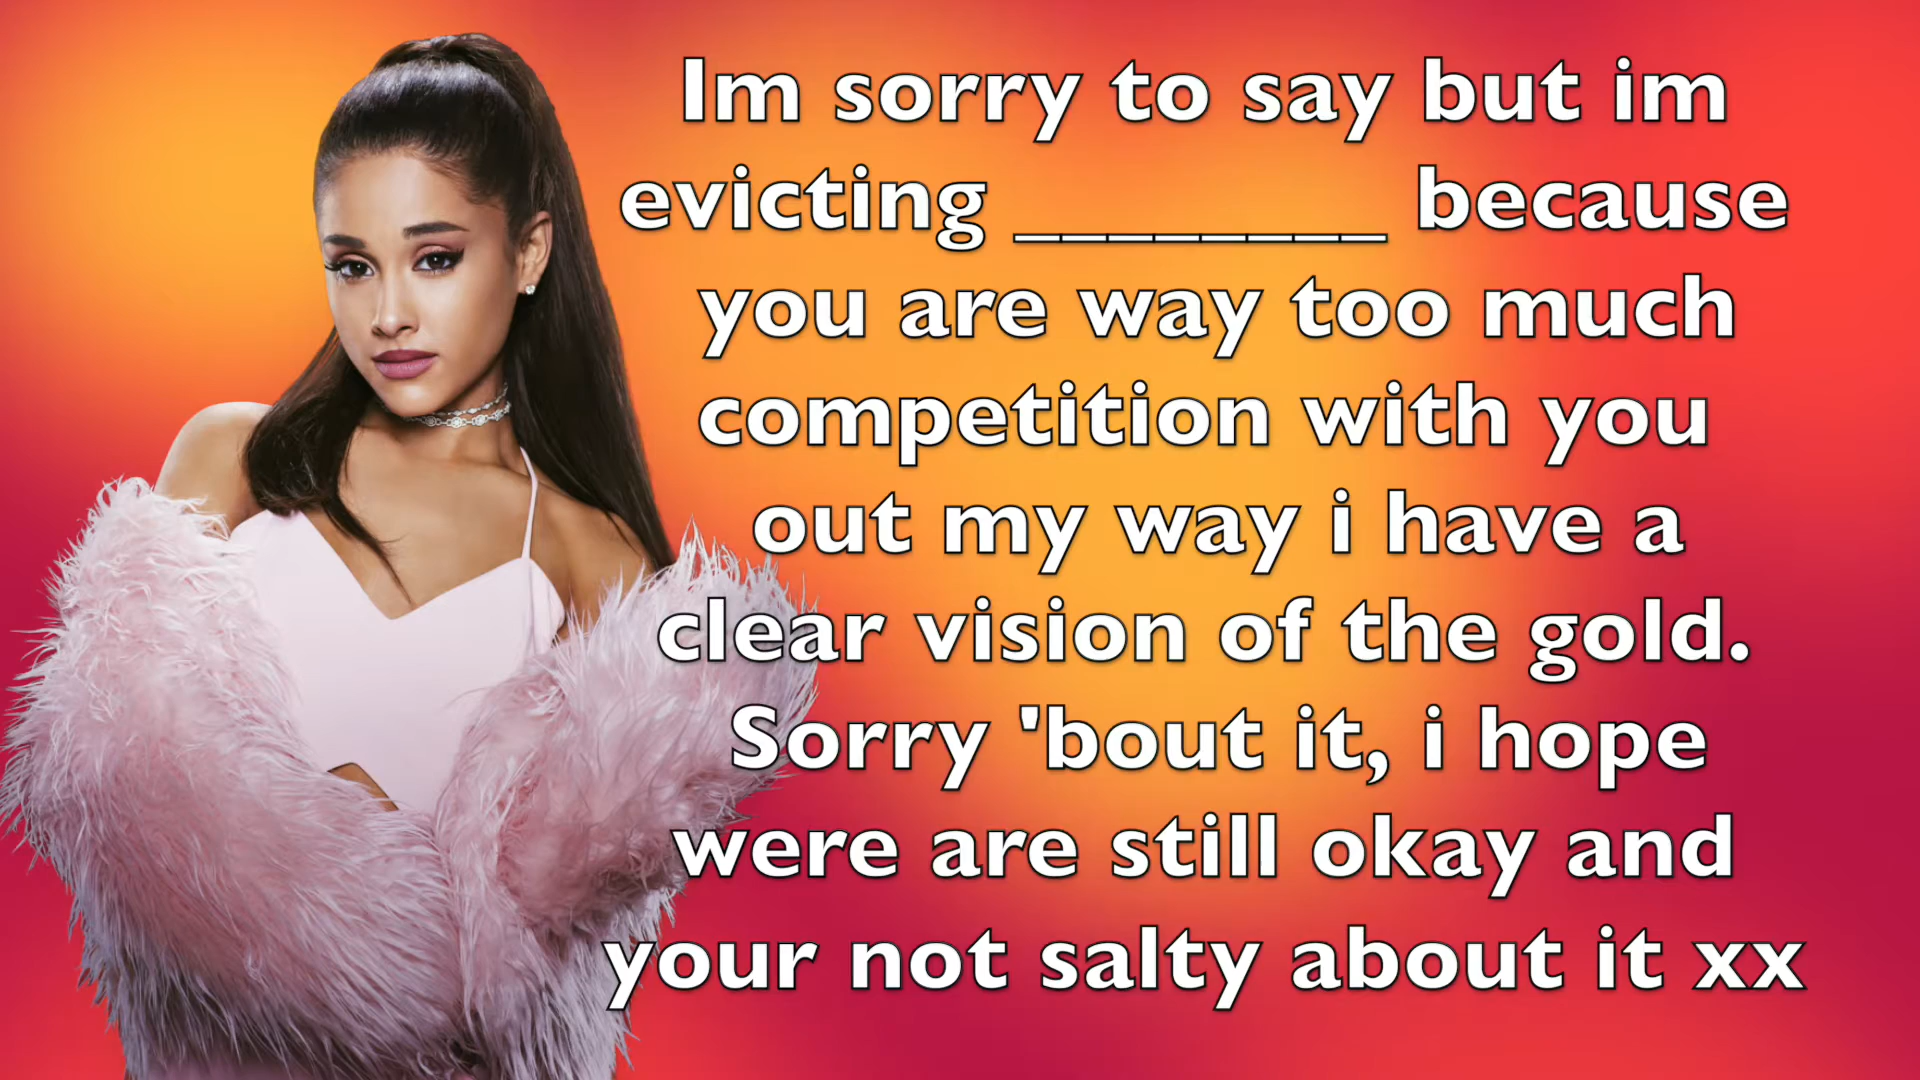 Im sorry to say but im
evicting ________ because
you are way too much
competition with you
out my way i have a
clear vision of the gold.
Sorry 'bout it, i hope
were are still okay and
your not salty about it xx